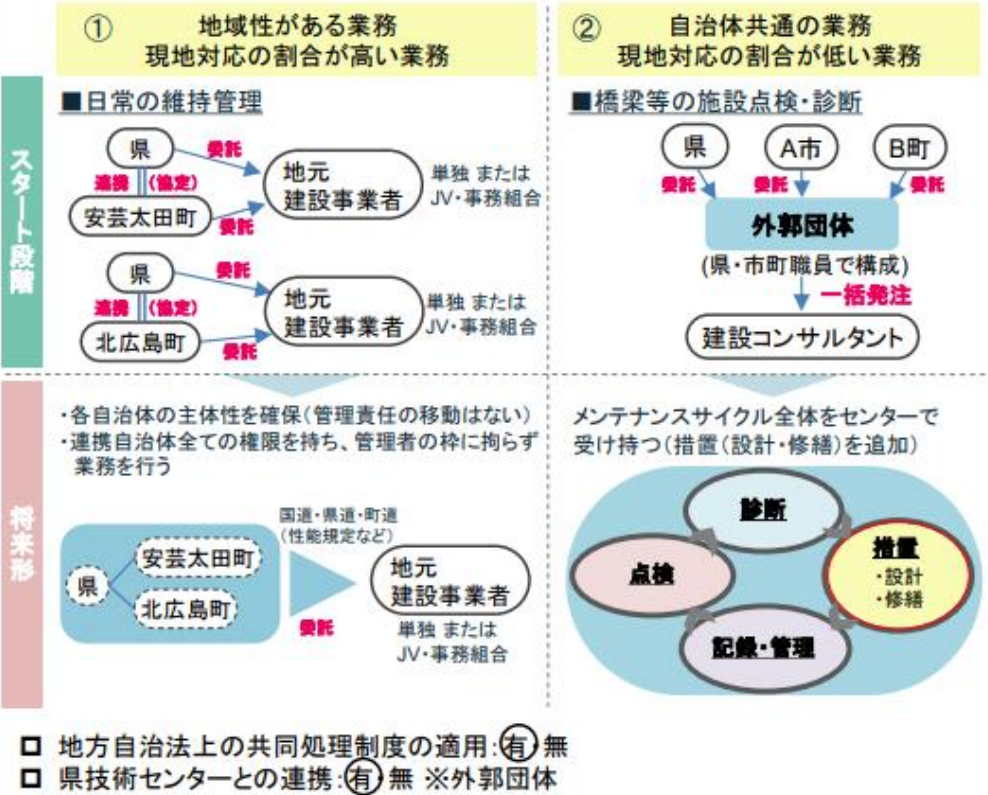 ① 地域性がある業務
現地対応の割合が高い業務
② 自治体共通の業務
現地対応の割合が低い業務
スタート段階
■日常の維持管理
県
委託
連携 (協定)
安芸太田町
委託
地元
建設事業者
単独 または
JV・事務組合
県
委託
連携 (協定)
北広島町
委託
地元
建設事業者
単独 または
JV・事務組合
■橋梁等の施設点検・診断
県
A市
B町
委託
委託
委託
外郭団体
(県・市町職員で構成)
一括発注
建設コンサルタント
将来形
・各自治体の主体性を確保(管理責任の移動はない)
・連携自治体全ての権限を持ち、管理者の枠に拘らず
業務を行う
県
安芸太田町
北広島町
国道・県道・町道
(性能規定など)
委託
地元
建設事業者
単独 または
JV・事務組合
メンテナンスサイクル全体をセンターで
受け持つ(措置(設計・修繕)を追加)
診断
点検
措置
・設計
・修繕
記録・管理
□ 地方自治法上の共同処理制度の適用:有・無
□ 県技術センターとの連携:有・無 ※外郭団体